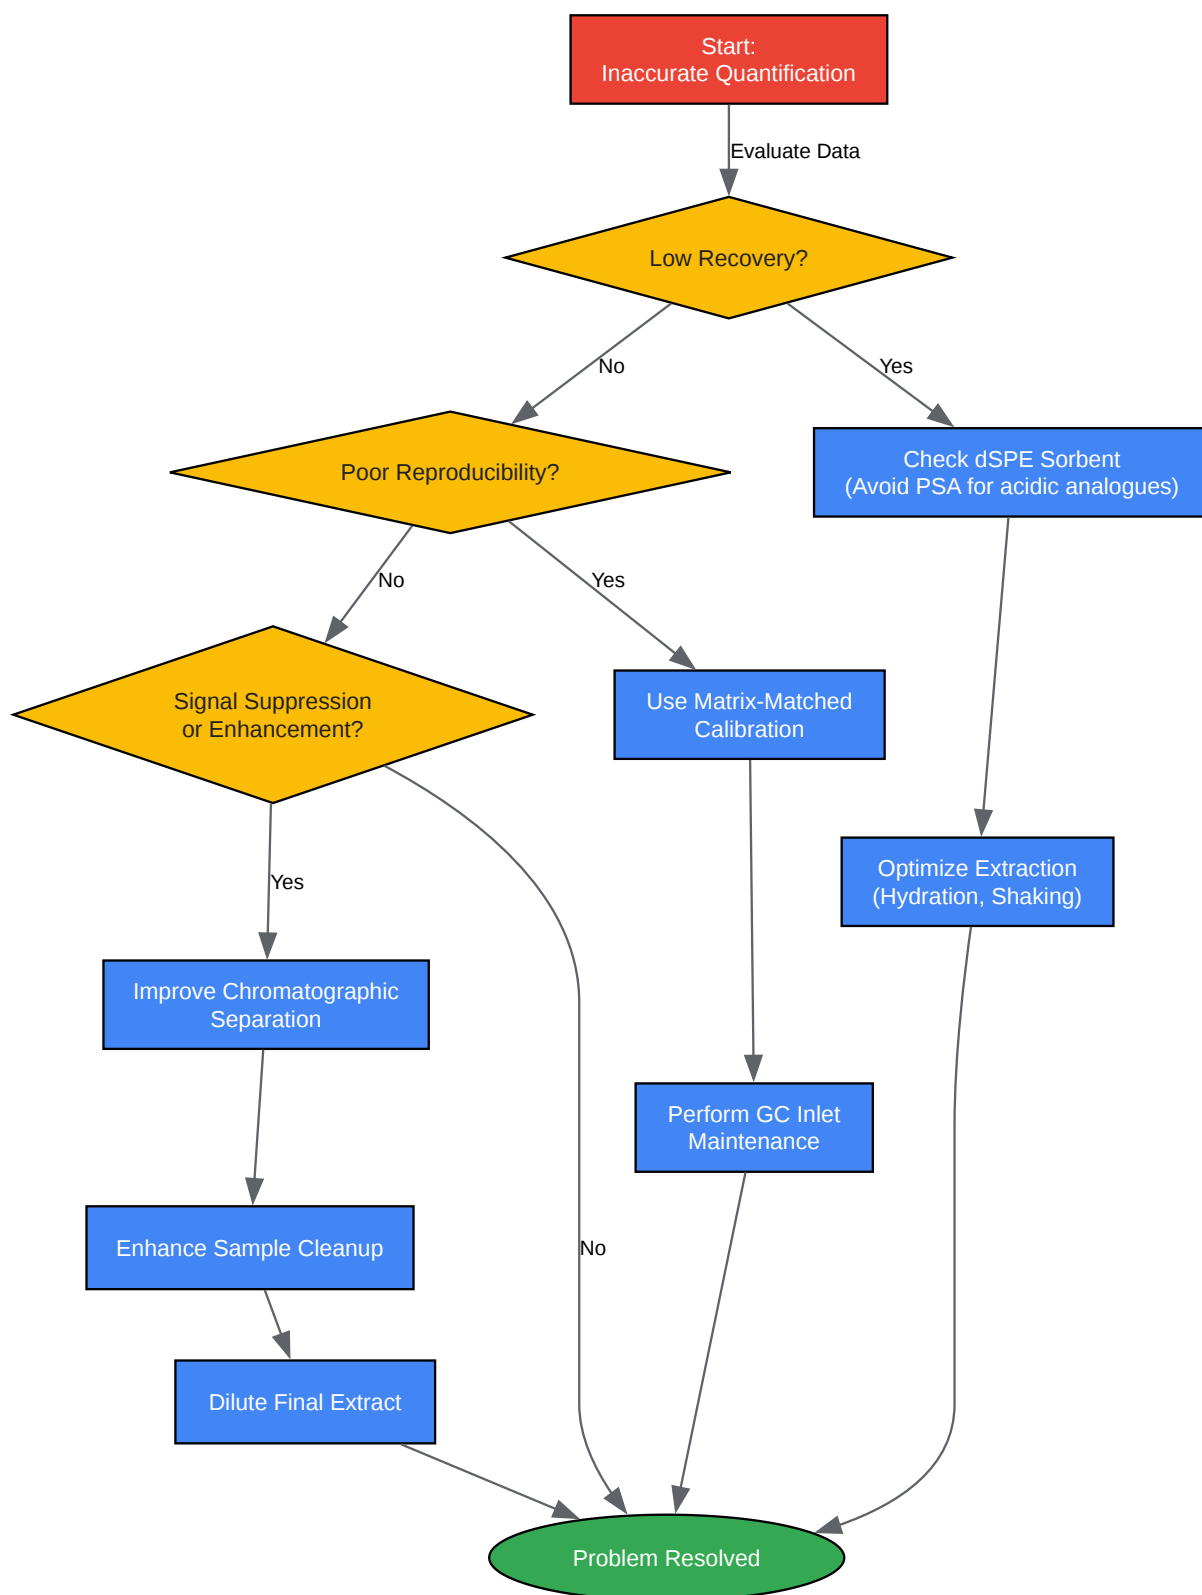 Start:
Inaccurate Quantification
Evaluate Data
Low Recovery?
No
Yes
Poor Reproducibility?
Check dSPE Sorbent
(Avoid PSA for acidic analogues)
No
Yes
Signal Suppression
or Enhancement?
Use Matrix-Matched
Calibration
Optimize Extraction
(Hydration, Shaking)
Yes
Improve Chromatographic
Separation
Perform GC Inlet
Maintenance
Enhance Sample Cleanup
No
Dilute Final Extract
Problem Resolved